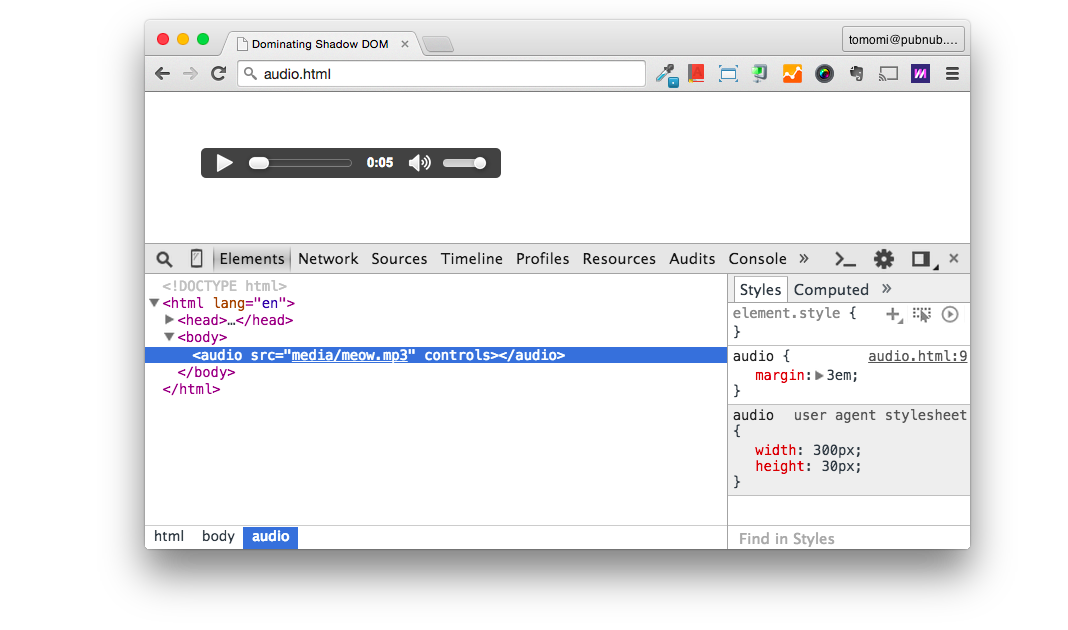 Dominating Shadow DOM
tomomi@pubnub....
audio.html
0:05
Elements Network Sources Timeline Profiles Resources Audits Console »
<!DOCTYPE html>
<html lang="en">
<head>…</head>
<body>
<audio src="media/meow.mp3" controls></audio>
</body>
</html>
html body audio
Styles Computed »
element.style {
}
audio { audio.html:9
margin: 3em;
}
audio user agent stylesheet
{
width: 300px;
height: 30px;
}
Find in Styles